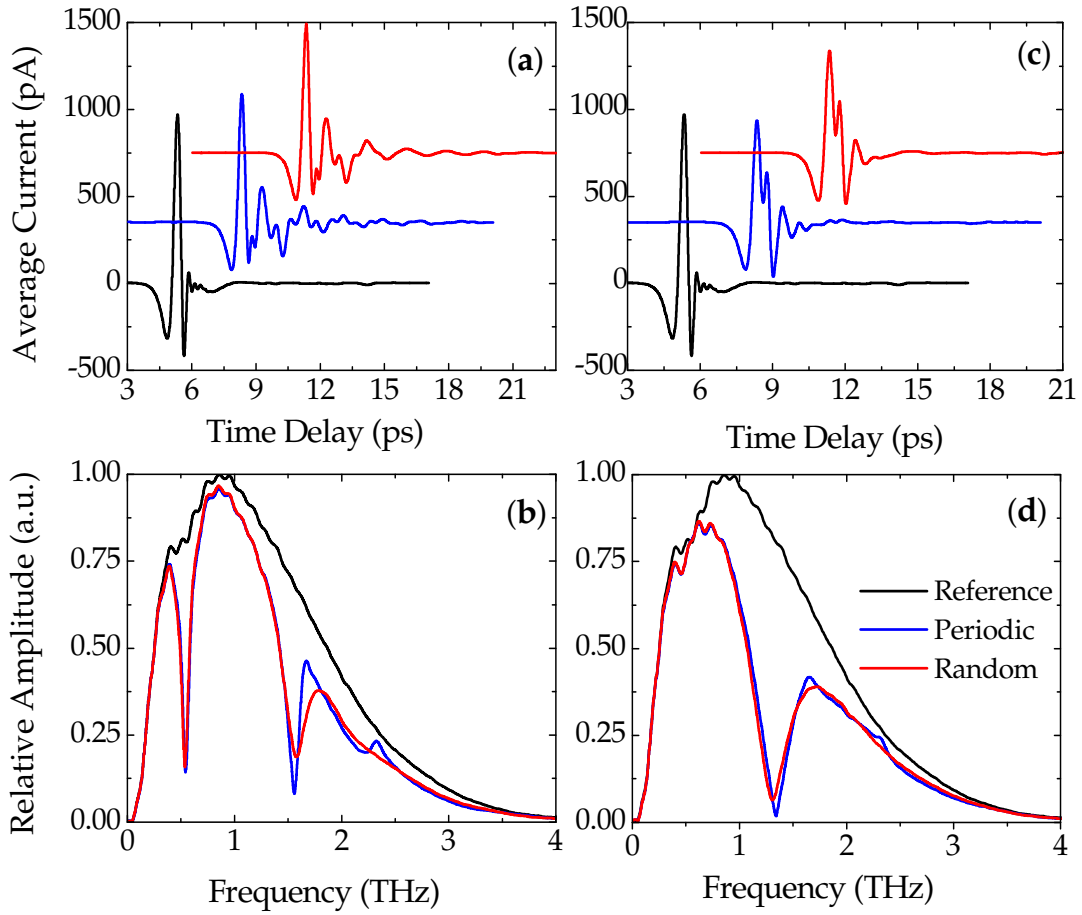 Average Current (pA)
1500
1000
500
0
-500
(a)
3 6 9 12 15 18 21
Time Delay (ps)
1500
1000
500
0
-500
(c)
3 6 9 12 15 18 21
Time Delay (ps)
Relative Amplitude (a.u.)
1.00
0.75
0.50
0.25
0.00
(b)
0 1 2 3 4
Frequency (THz)
1.00
0.75
0.50
0.25
0.00
(d)
Reference
Periodic
Random
0 1 2 3 4
Frequency (THz)